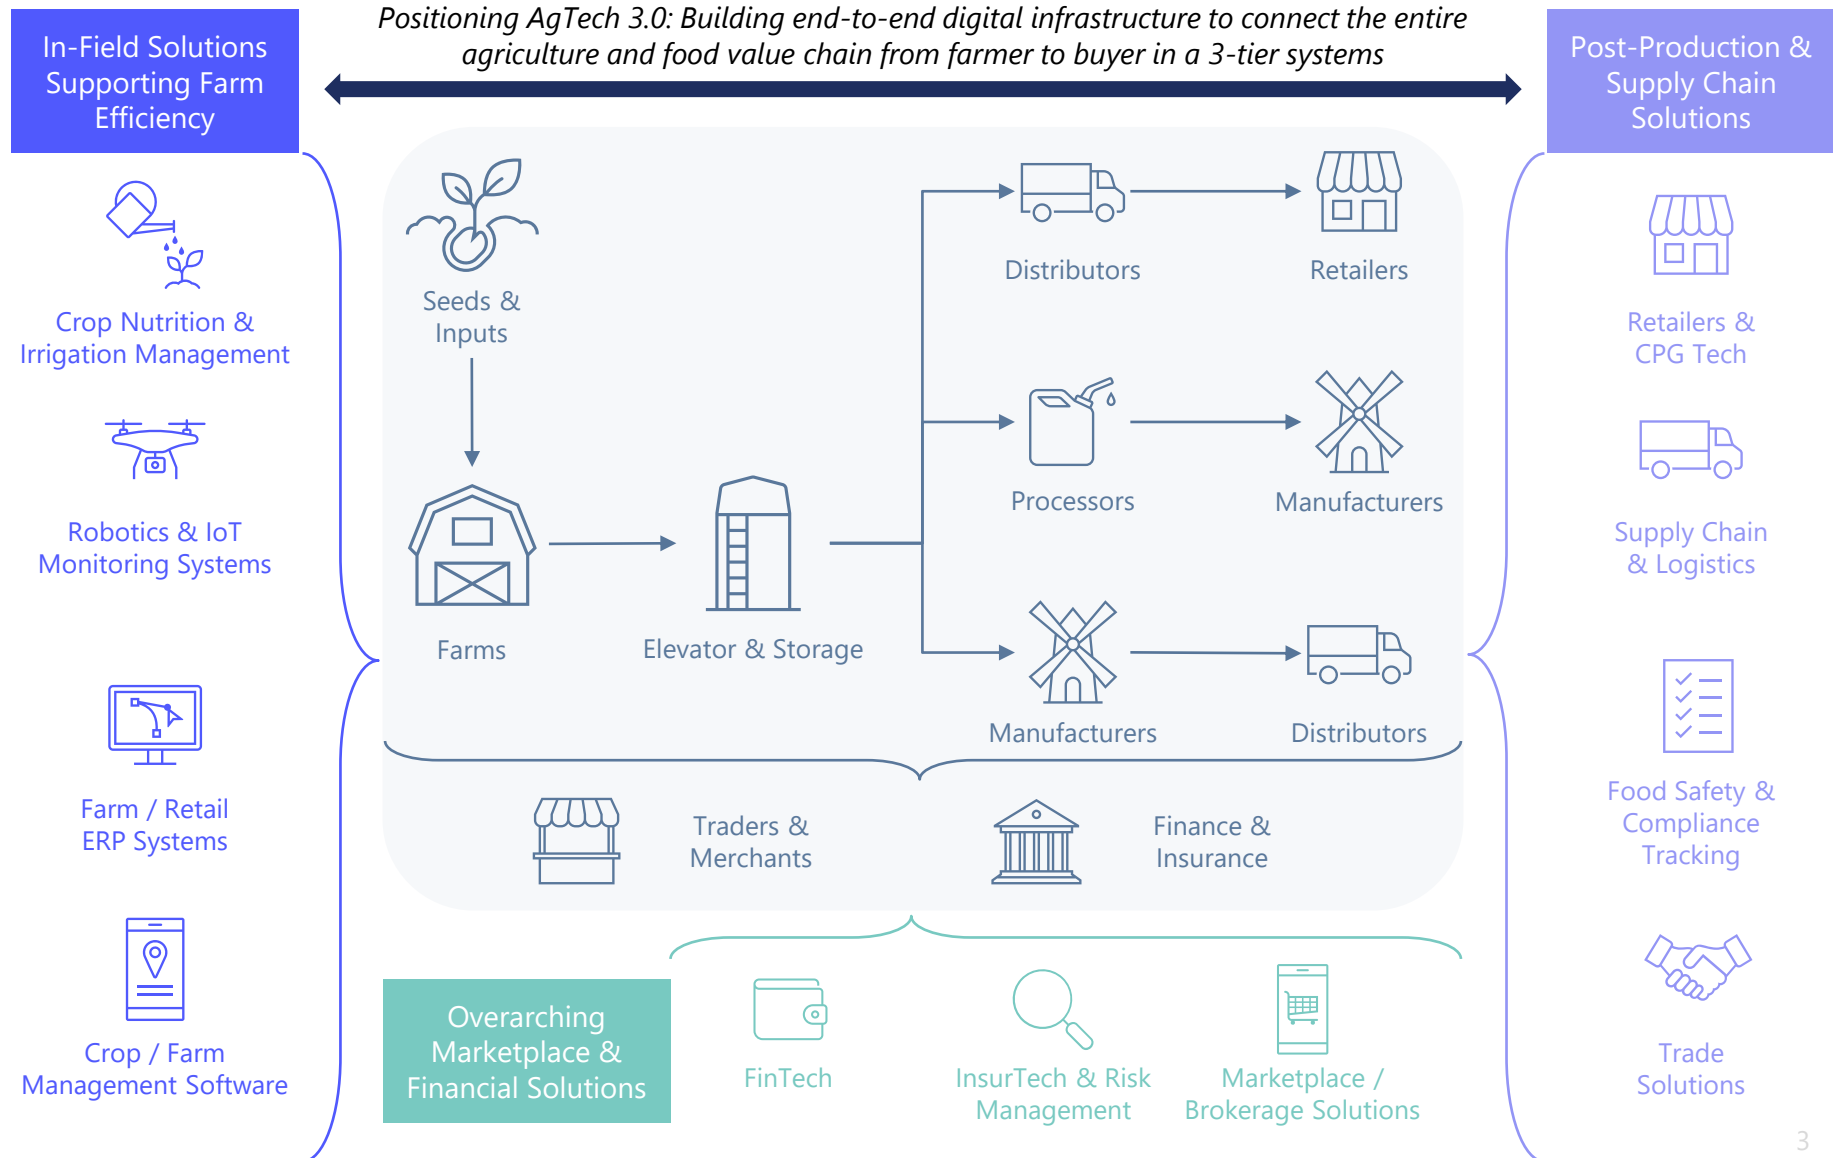 Positioning AgTech 3.0: Building end-to-end digital infrastructure to connect the entire
agriculture and food value chain from farmer to buyer in a 3-tier systems
In-Field Solutions
Supporting Farm
Efficiency
Crop Nutrition &
Irrigation Management
Robotics & IoT
Monitoring Systems
Farm / Retail
ERP Systems
Crop / Farm
Management Software
Seeds &
Inputs
Farms
Elevator & Storage
Distributors
Retailers
Processors
Manufacturers
Manufacturers
Distributors
Traders &
Merchants
Finance &
Insurance
Overarching
Marketplace &
Financial Solutions
FinTech
InsurTech & Risk
Management
Marketplace /
Brokerage Solutions
Post-Production &
Supply Chain
Solutions
Retailers &
CPG Tech
Supply Chain
& Logistics
Food Safety &
Compliance
Tracking
Trade
Solutions
3